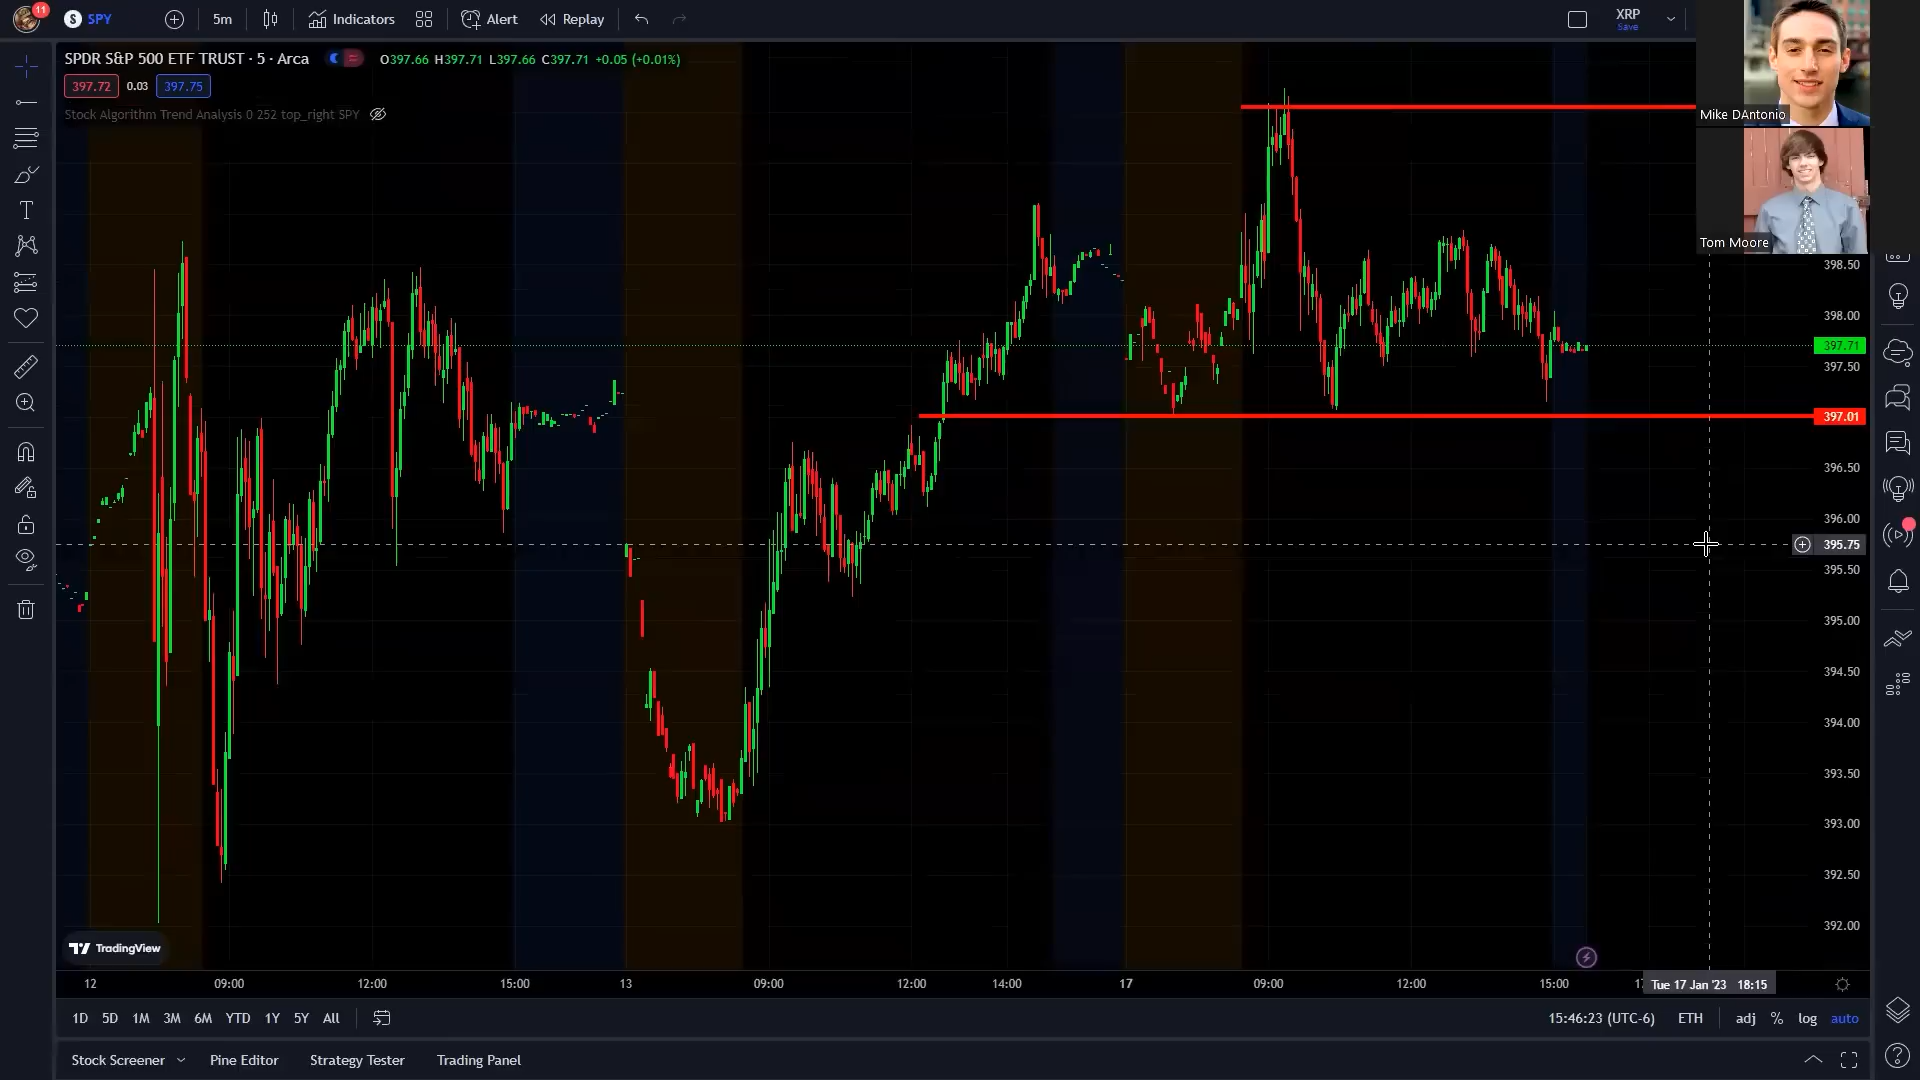 11
S SPY
5m
Indicators
Alert
Replay
XRP
Save
SPDR S&P 500 ETF TRUST · 5 · Arca
O397.66 H397.71 L397.66 C397.71 +0.05 (+0.01%)
397.72 0.03 397.75
Stock Algorithm Trend Analysis 0 252 top_right SPY
Mike DAntonio
Tom Moore
398.50
398.00
397.71
397.50
397.01
396.50
396.00
395.75
395.50
395.00
394.50
394.00
393.50
393.00
392.50
392.00
TradingView
12 09:00 12:00 15:00 13 09:00 12:00 14:00 17 09:00 12:00 15:00 Tue 17 Jan '23 18:15
1D 5D 1M 3M 6M YTD 1Y 5Y All
15:46:23 (UTC-6) ETH adj % log auto
Stock Screener Pine Editor Strategy Tester Trading Panel